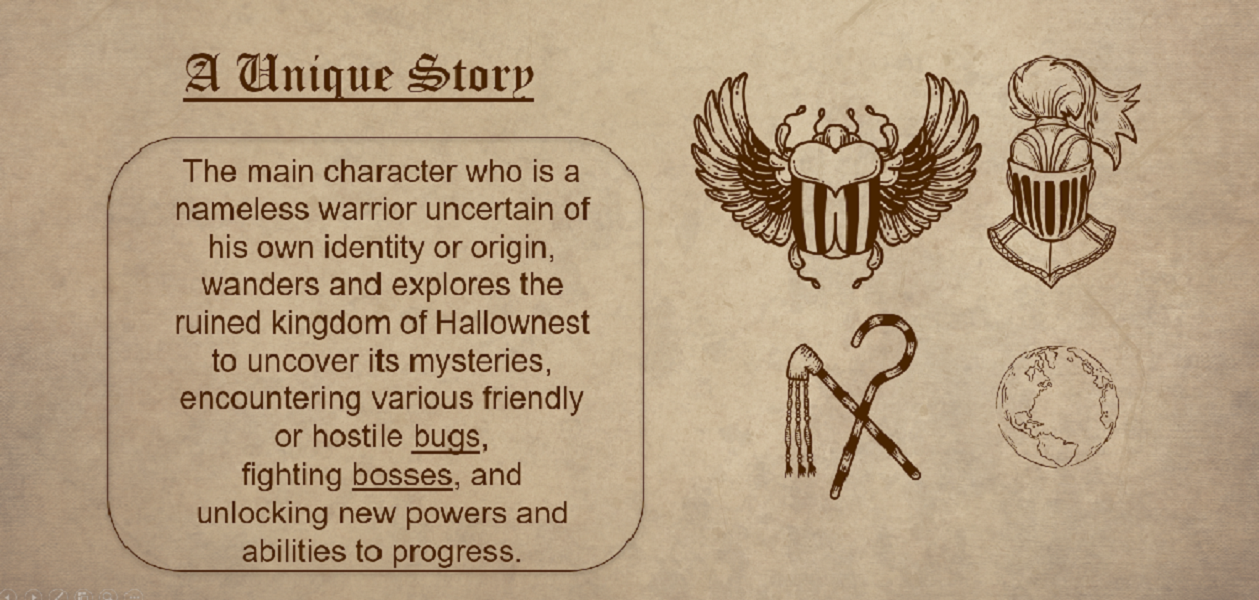 A Unique Story
The main character who is a
nameless warrior uncertain of
his own identity or origin,
wanders and explores the
ruined kingdom of Hallownest
to uncover its mysteries,
encountering various friendly
or hostile bugs,
fighting bosses, and
unlocking new powers and
abilities to progress.